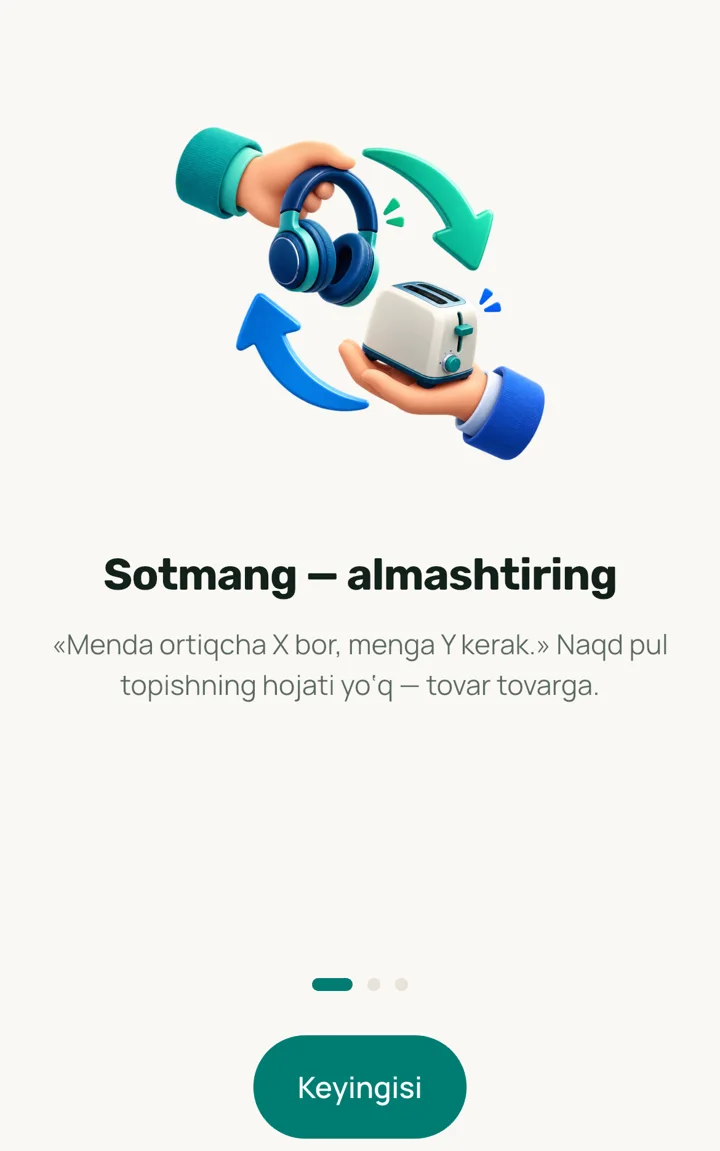 Sotmang — almashtiring
«Menda ortiqcha X bor, menga Y kerak.» Naqd pul
topishning hojati yo‘q — tovar tovarga.
Keyingisi